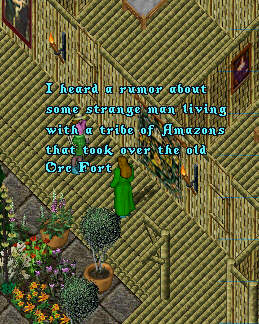 I heard a rumor about
some strange man living
with a tribe of Amazons
that took over the old
Orc Fort